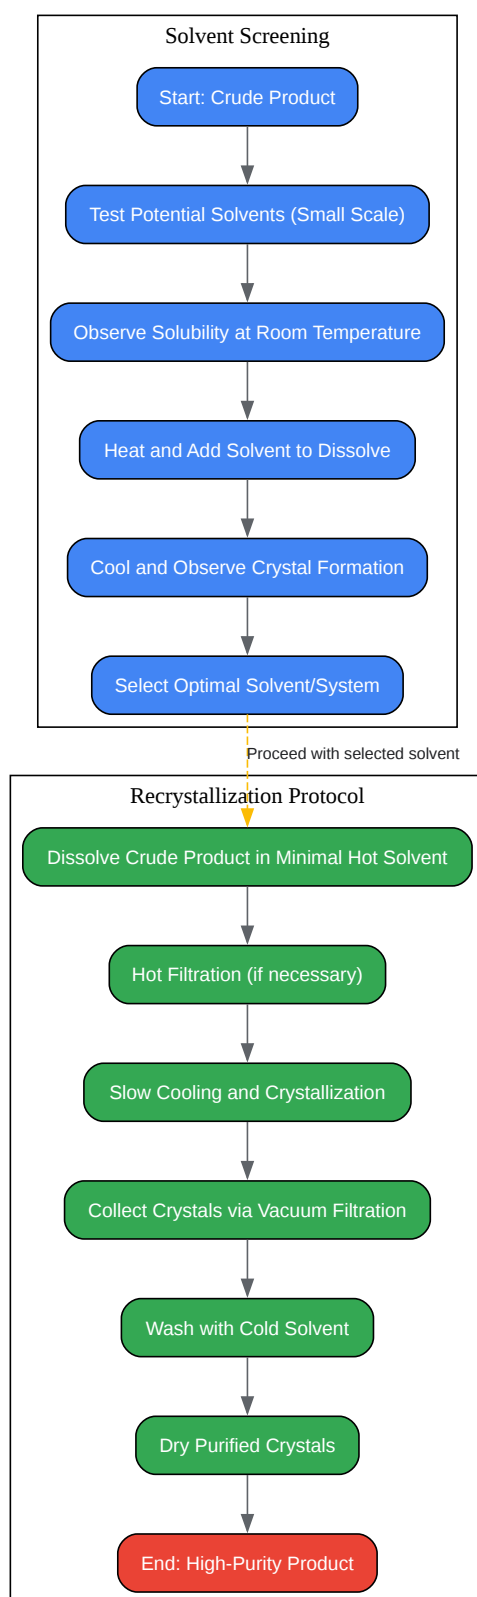 Solvent Screening
Start: Crude Product
Test Potential Solvents (Small Scale)
Observe Solubility at Room Temperature
Heat and Add Solvent to Dissolve
Cool and Observe Crystal Formation
Select Optimal Solvent/System
Proceed with selected solvent
Recrystallization Protocol
Dissolve Crude Product in Minimal Hot Solvent
Hot Filtration (if necessary)
Slow Cooling and Crystallization
Collect Crystals via Vacuum Filtration
Wash with Cold Solvent
Dry Purified Crystals
End: High-Purity Product